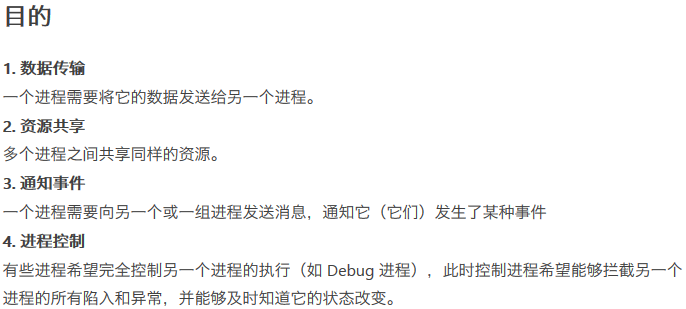 目的
1. 数据传输
一个进程需要将它的数据发送给另一个进程。
2. 资源共享
多个进程之间共享同样的资源。
3. 通知事件
一个进程需要向另一个或一组进程发送消息，通知它（它们）发生了某种事件
4. 进程控制
有些进程希望完全控制另一个进程的执行（如 Debug 进程），此时控制进程希望能够拦截另一个
进程的所有陷入和异常，并能够及时知道它的状态改变。